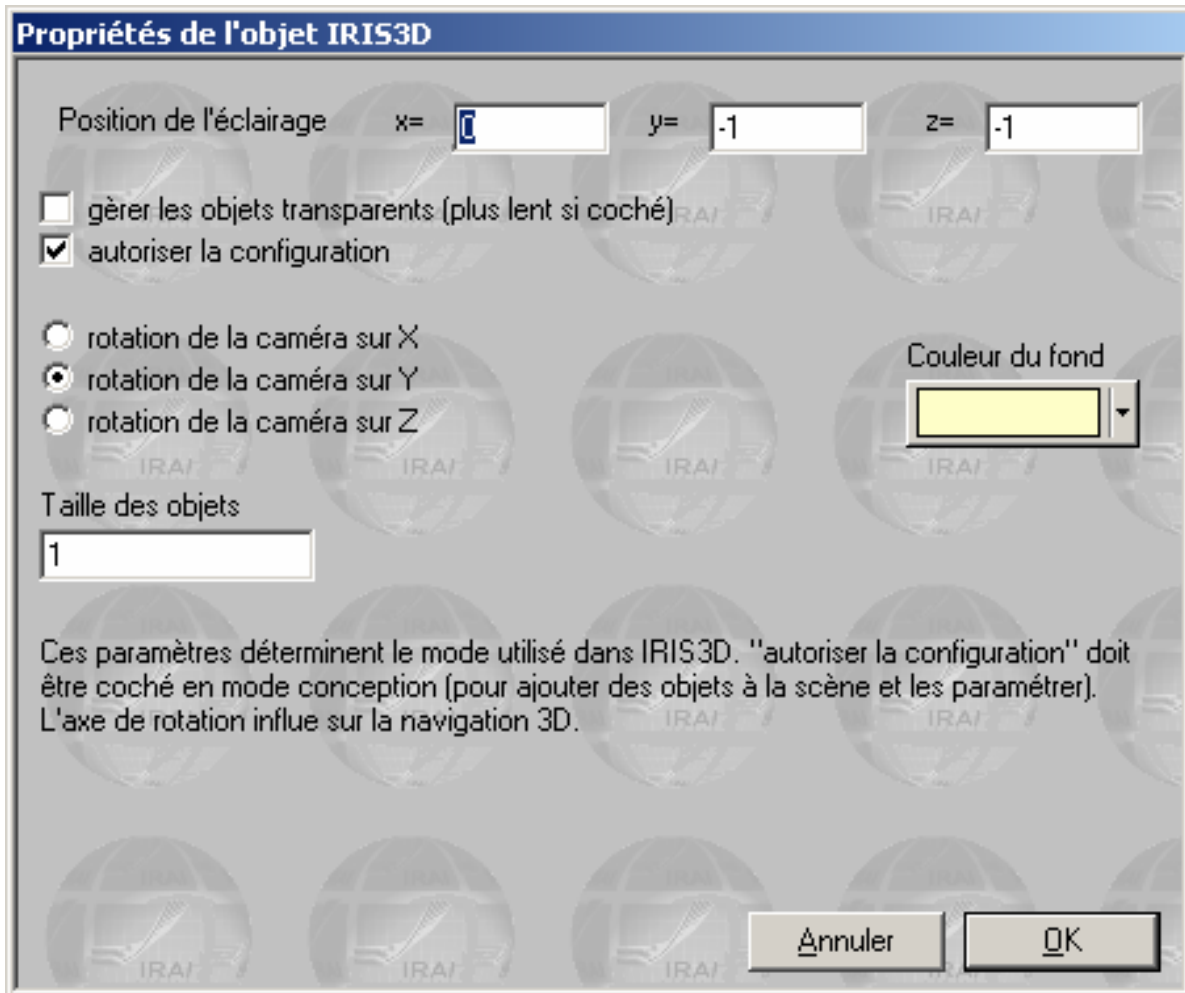 Propriétés de l'objet IRIS3D
Position de l'éclairage x= 0 y= -1 z= -1
gèrer les objets transparents (plus lent si coché)
autoriser la configuration
rotation de la caméra sur X
rotation de la caméra sur Y
rotation de la caméra sur Z
Couleur du fond
Taille des objets
1
Ces paramètres déterminent le mode utilisé dans IRIS3D. "autoriser la configuration" doit
être coché en mode conception (pour ajouter des objets à la scène et les paramétrer).
L'axe de rotation influe sur la navigation 3D.
Annuler OK